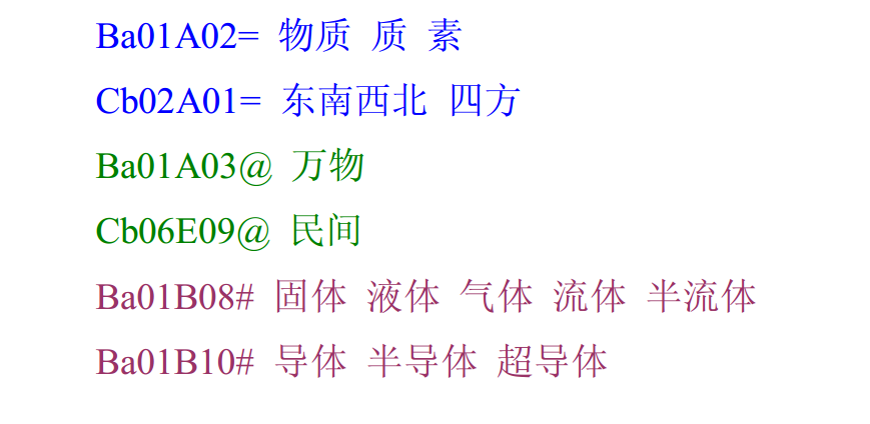 Ba01A02= 物质 质 素
Cb02A01= 东南西北 四方
Ba01A03@ 万物
Cb06E09@ 民间
Ba01B08# 固体 液体 气体 流体 半流体
Ba01B10# 导体 半导体 超导体